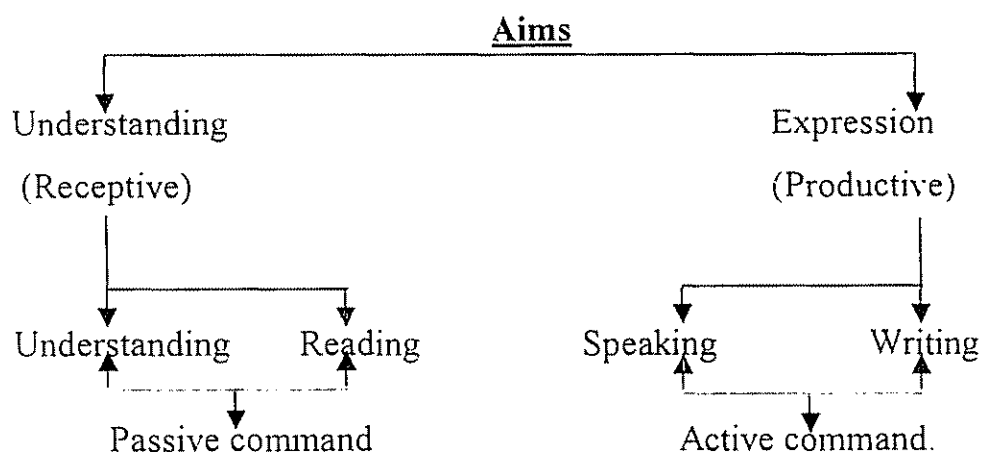 Aims
Understanding Expression
(Receptive) (Productive)
Understanding Reading Speaking Writing
Passive command Active command.